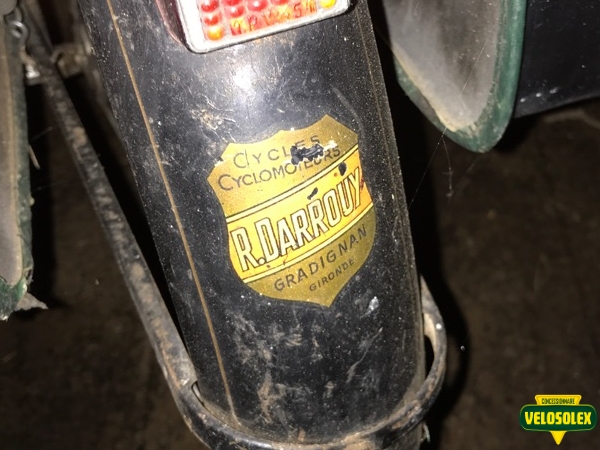 CYCLES
CYCLOMOTEURS
R.DARROUY
GRADIGNAN
GIRONDE
CONCESSIONNAIRE
VELOSOLEX